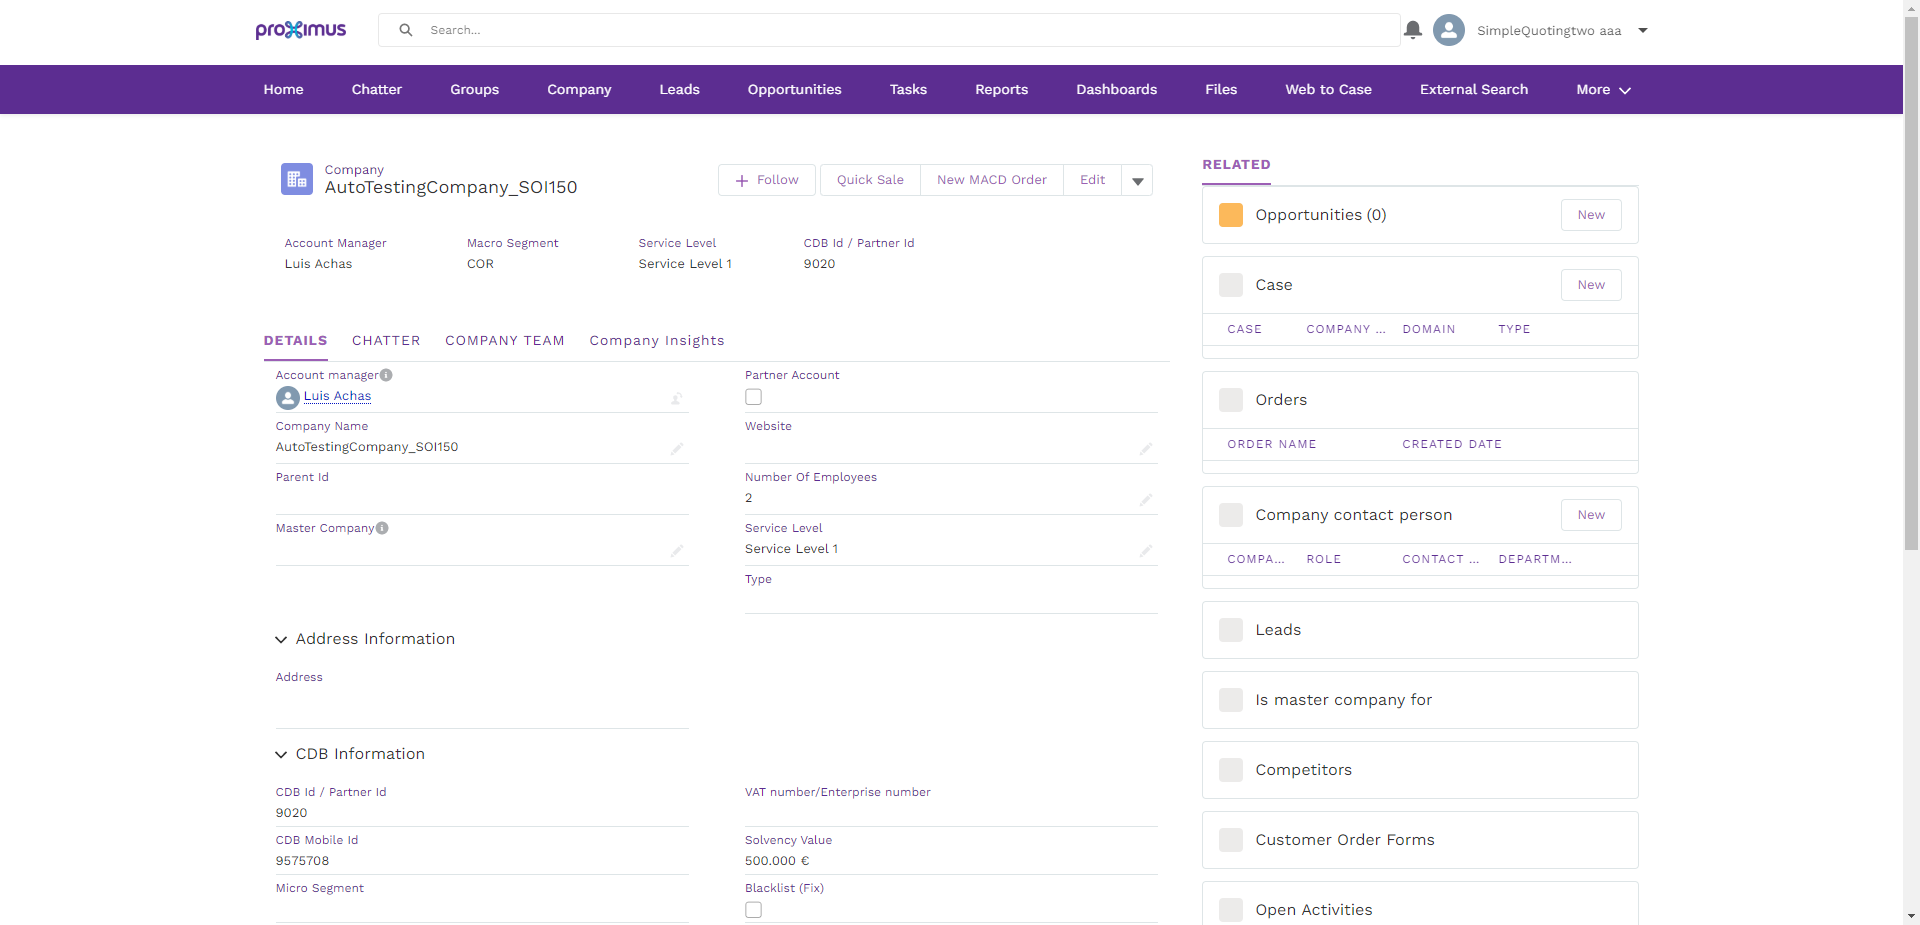 proximus
Search...
SimpleQuotingtwo aaa
Home Chatter Groups Company Leads Opportunities Tasks Reports Dashboards Files Web to Case External Search More
Company
AutoTestingCompany_SOI150
Follow Quick Sale New MACD Order Edit
Account Manager Macro Segment Service Level CDB Id / Partner Id
Luis Achas COR Service Level 1 9020
DETAILS CHATTER COMPANY TEAM Company Insights
Account manager
Luis Achas
Partner Account
Company Name
AutoTestingCompany_SOI150
Website
Parent Id
Number Of Employees
2
Master Company
Service Level
Service Level 1
Type
Address Information
Address
CDB Information
CDB Id / Partner Id
9020
VAT number/Enterprise number
CDB Mobile Id
9575708
Solvency Value
500.000 €
Micro Segment
Blacklist (Fix)
RELATED
Opportunities (0) New
Case New
CASE COMPANY ... DOMAIN TYPE
Orders
ORDER NAME CREATED DATE
Company contact person New
COMPA... ROLE CONTACT ... DEPARTM...
Leads
Is master company for
Competitors
Customer Order Forms
Open Activities